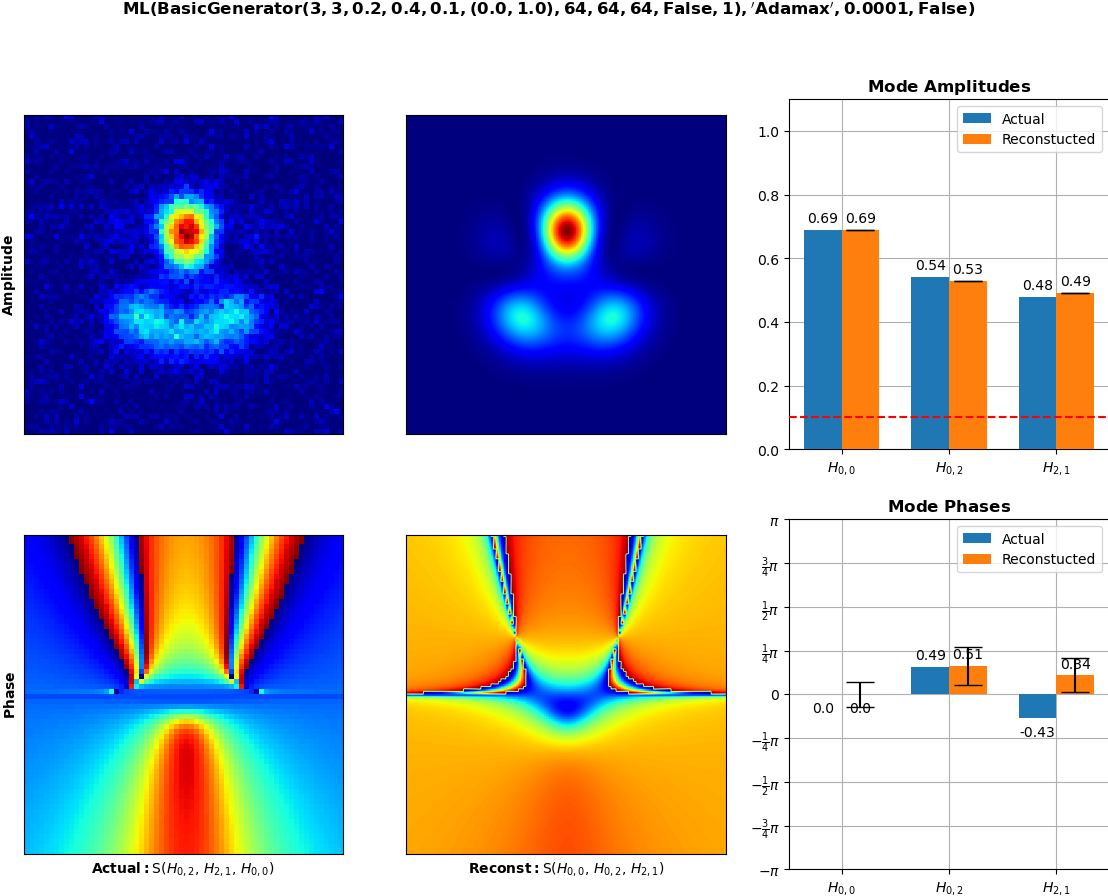 ML(BasicGenerator(3, 3, 0.2, 0.4, 0.1, (0.0, 1.0), 64, 64, 64, False, 1), 'Adamax', 0.0001, False)
Amplitude
Mode Amplitudes
Actual
Reconstucted
1.0
0.8
0.6
0.4
0.2
0.0
0.69
0.69
0.54
0.53
0.48
0.49
H0,0
H0,2
H2,1
Phase
Actual: S(H0,2, H2,1, H0,0)
Reconst: S(H0,0, H0,2, H2,1)
Mode Phases
Actual
Reconstucted
π
3/4π
1/2π
1/4π
0
−1/4π
−1/2π
−3/4π
−π
0.0
0.0
0.49
0.51
-0.43
0.34
H0,0
H0,2
H2,1